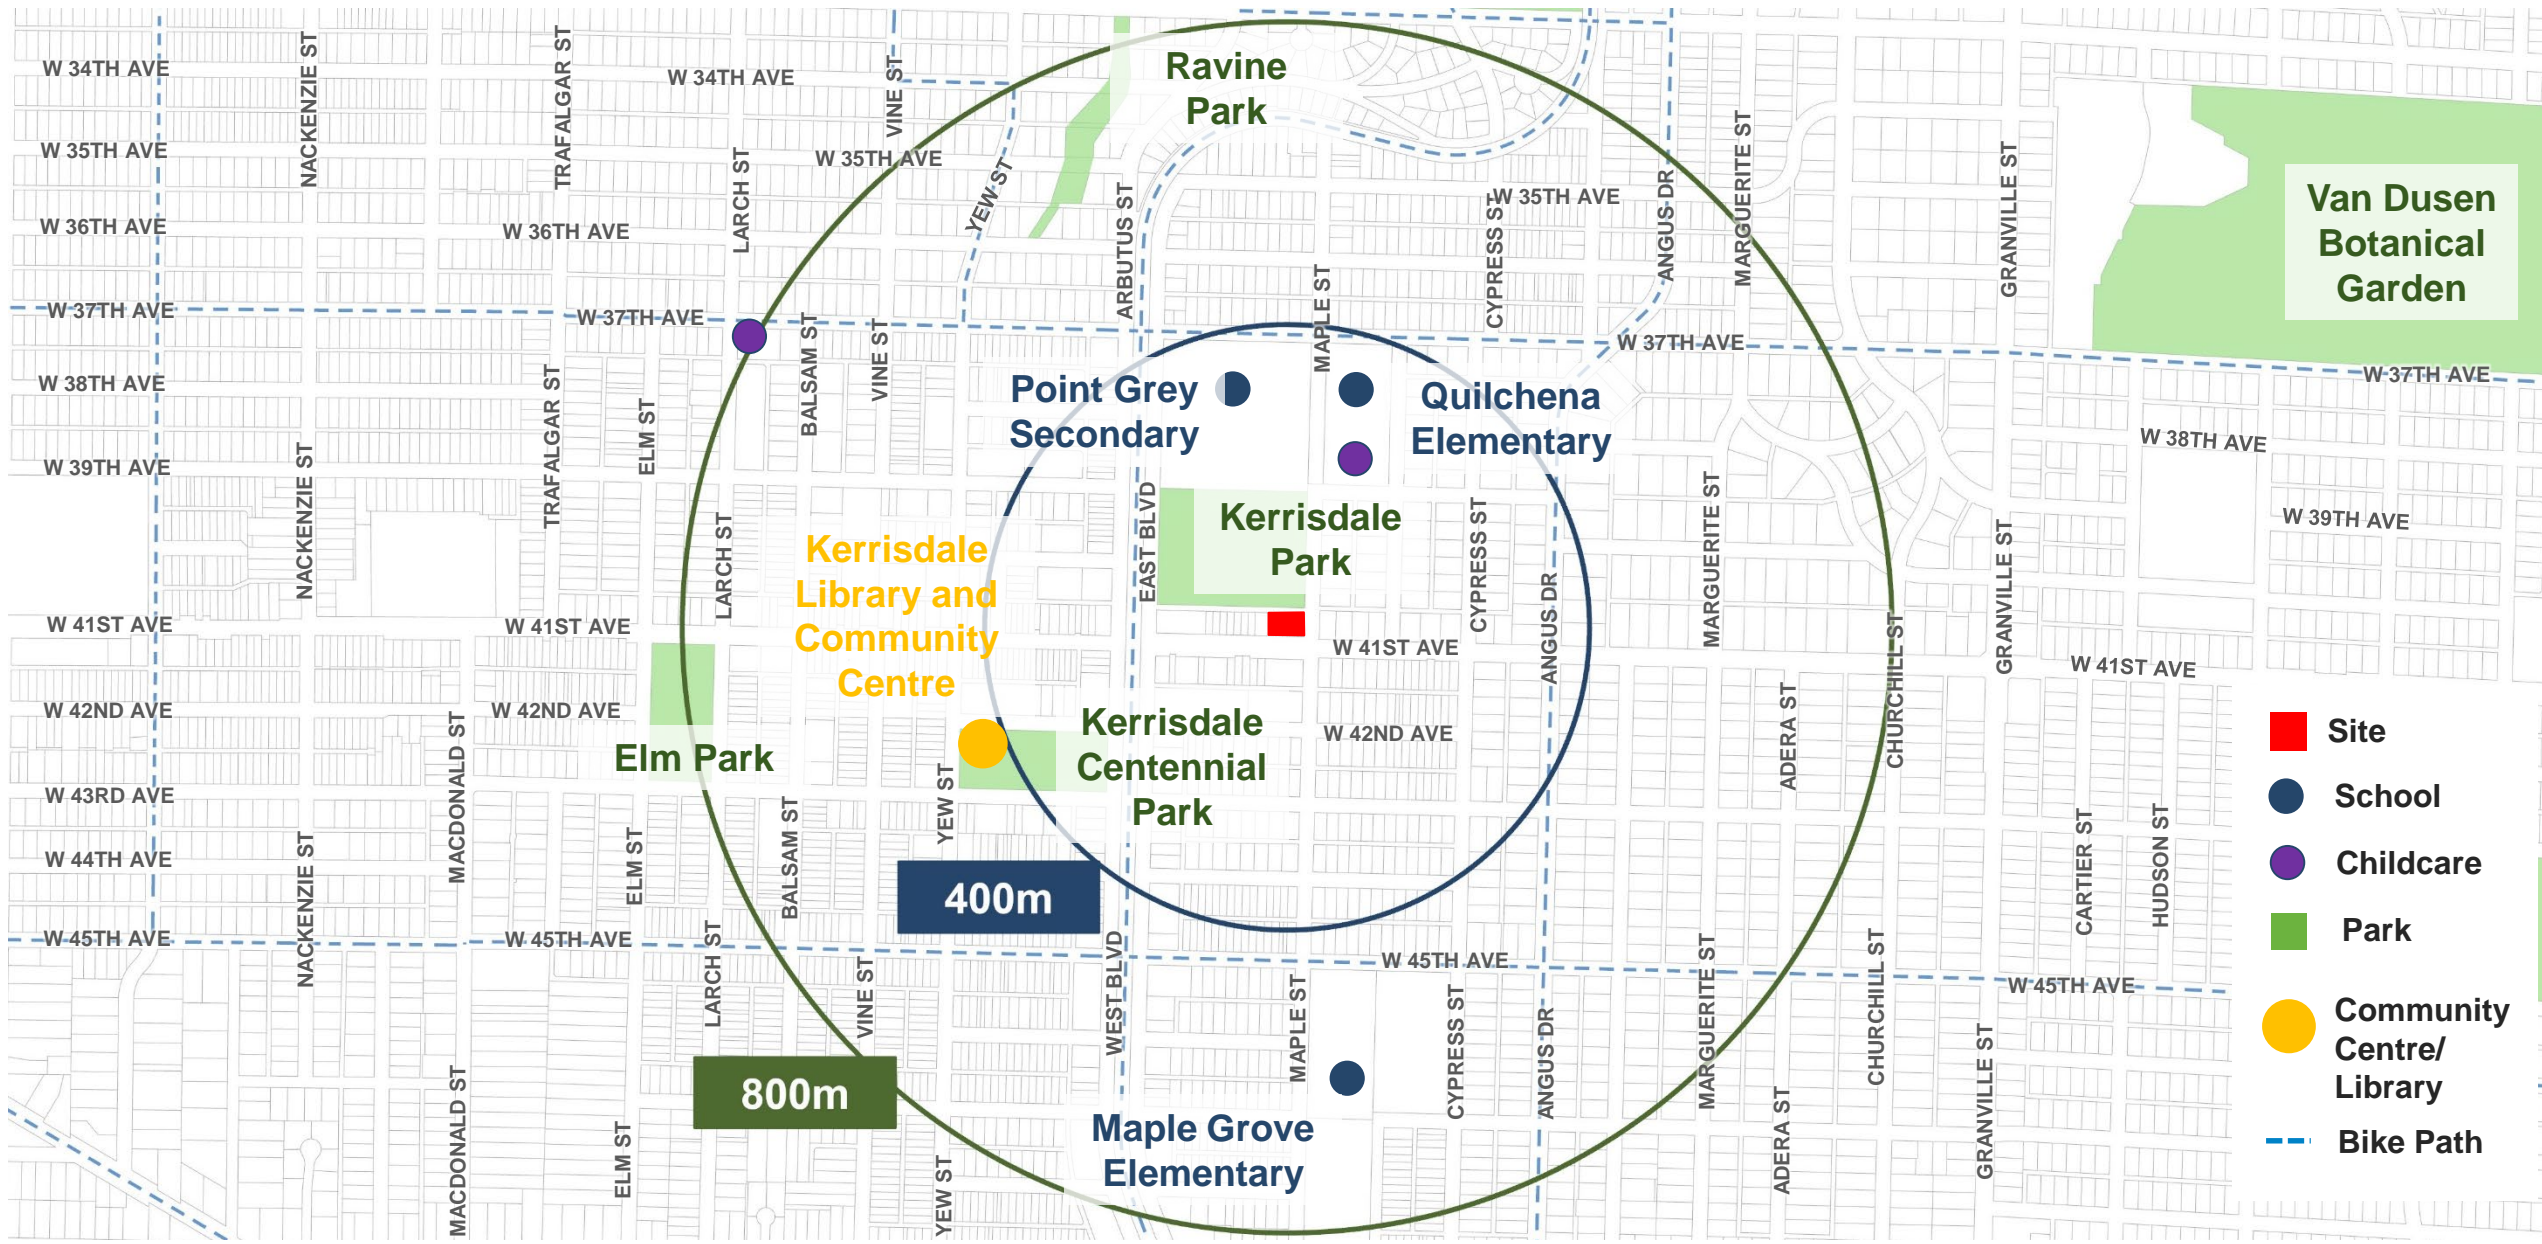 W 34TH AVE
NACKENZIE ST
TRAFALGAR ST
W 34TH AVE
VINE ST
Ravine
Park
W 35TH AVE
LARCH ST
W 35TH AVE
YEW ST
ARBUTUS ST
W 35TH AVE
CYPRESS ST
ANGUS DR
MARGUERITE ST
GRANVILLE ST
Van Dusen
Botanical
Garden
W 36TH AVE
W 36TH AVE
MAPLE ST
W 37TH AVE
W 37TH AVE
BALSAM ST
VINE ST
W 37TH AVE
W 37TH AVE
W 38TH AVE
TRAFALGAR ST
ELM ST
Point Grey
Secondary
Quilchena
Elementary
W 38TH AVE
W 39TH AVE
NACKENZIE ST
LARCH ST
EAST BLVD
Kerrisdale
Park
CYPRESS ST
MARGUERITE ST
GRANVILLE ST
W 39TH AVE
Kerrisdale
Library and
Community
Centre
ANGUS DR
W 41ST AVE
W 41ST AVE
W 41ST AVE
W 41ST AVE
CHURCHILL ST
W 42ND AVE
MACDONALD ST
W 42ND AVE
Elm Park
Kerrisdale
Centennial
Park
W 42ND AVE
ADERA ST
Site
W 43RD AVE
BALSAM ST
YEW ST
School
W 44TH AVE
NACKENZIE ST
ELM ST
400m
CARTIER ST
HUDSON ST
Childcare
W 45TH AVE
W 45TH AVE
LARCH ST
VINE ST
WEST BLVD
W 45TH AVE
MARGUERITE ST
CHURCHILL ST
W 45TH AVE
Park
MAPLE ST
CYPRESS ST
ANGUS DR
GRANVILLE ST
Community
Centre/
Library
MACDONALD ST
ELM ST
800m
YEW ST
Maple Grove
Elementary
ADERA ST
Bike Path